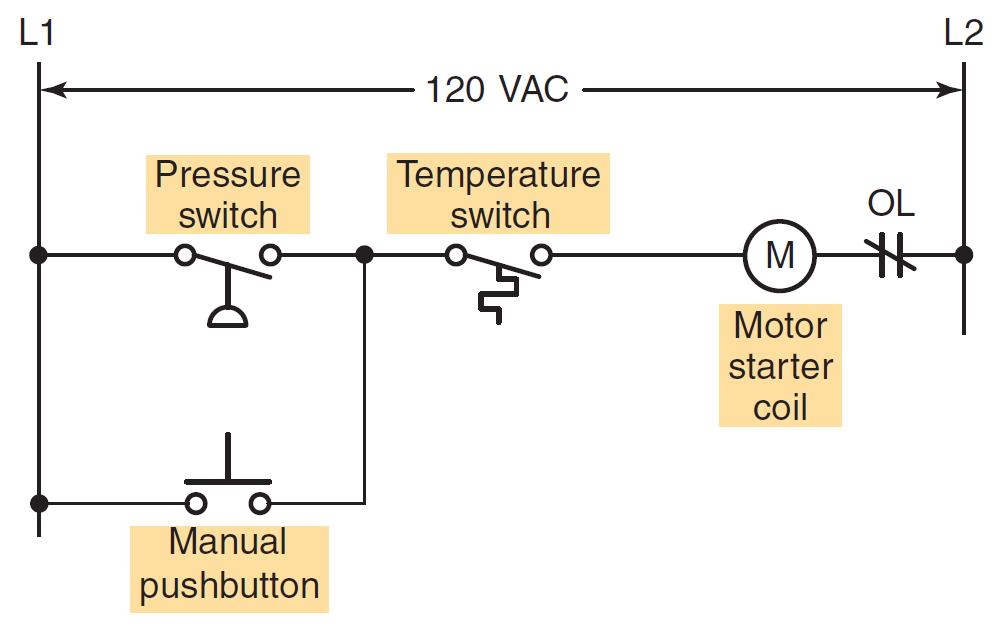 L1
L2
120 VAC
Pressure
switch
Temperature
switch
OL
M
Motor
starter
coil
Manual
pushbutton